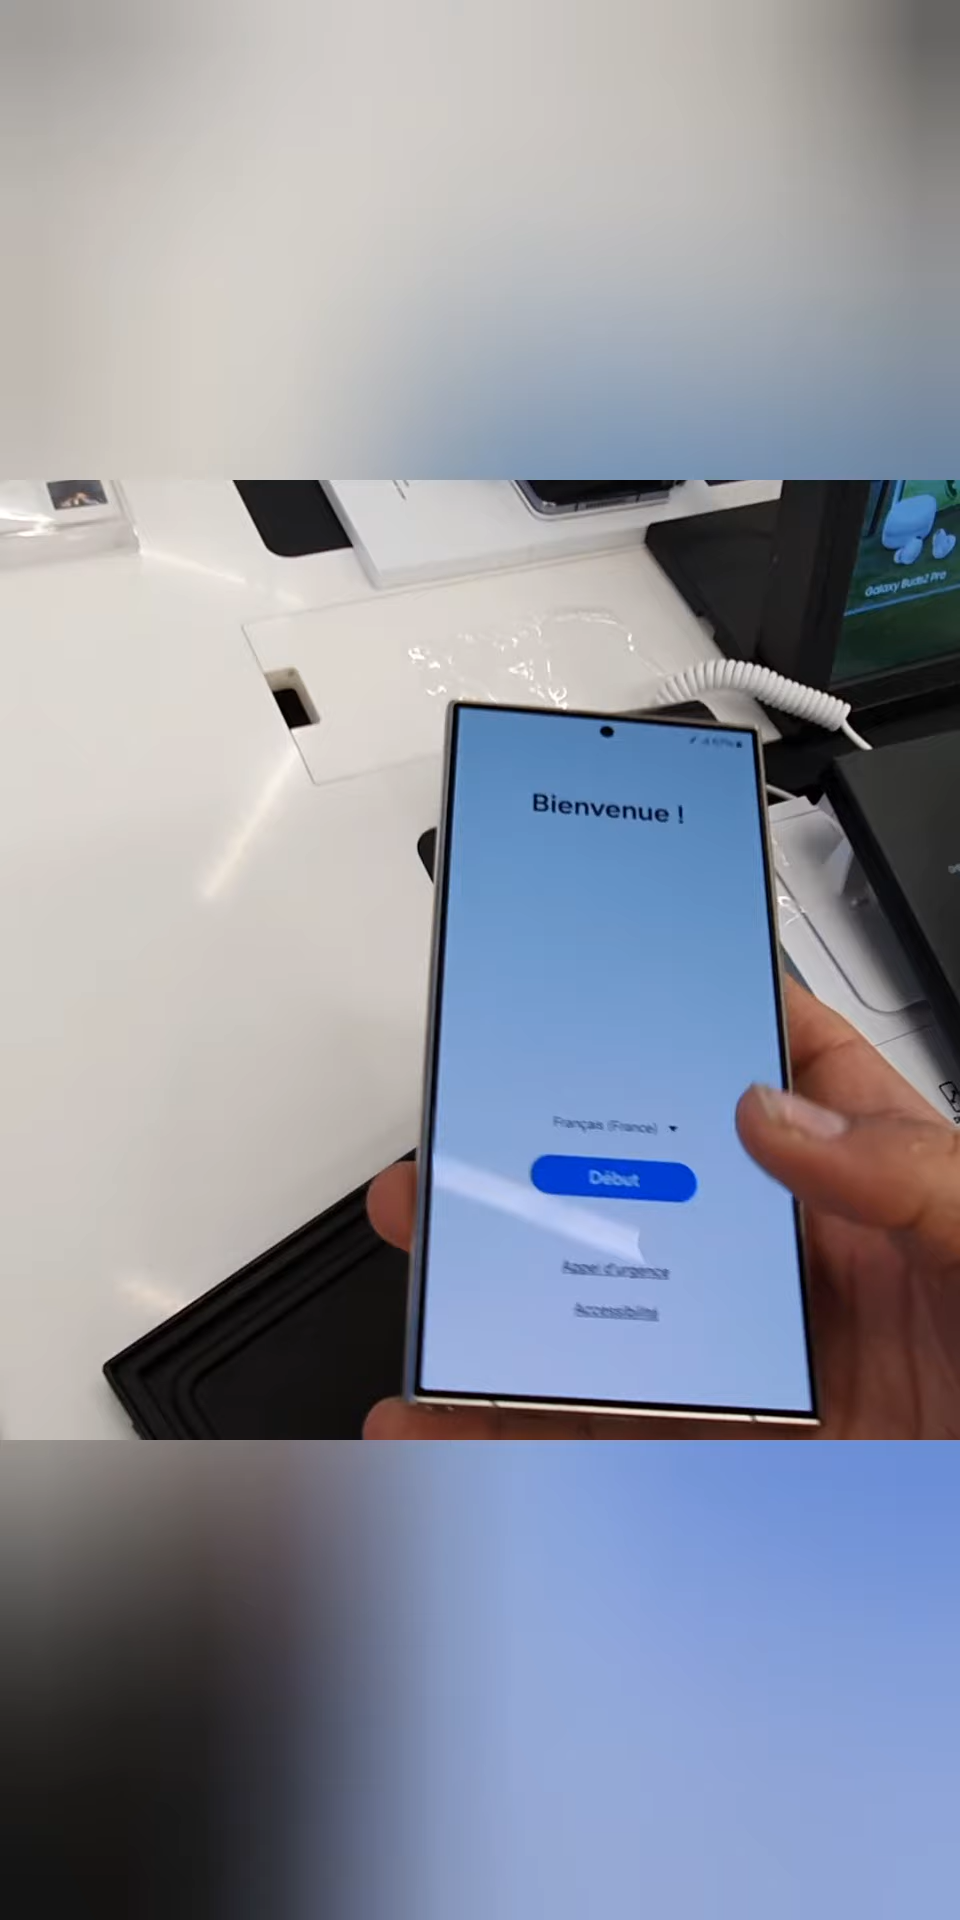 Galaxy Buds2 Pro
Bienvenue !
Français (France)
Début
Appel d'urgence
Accessibilité